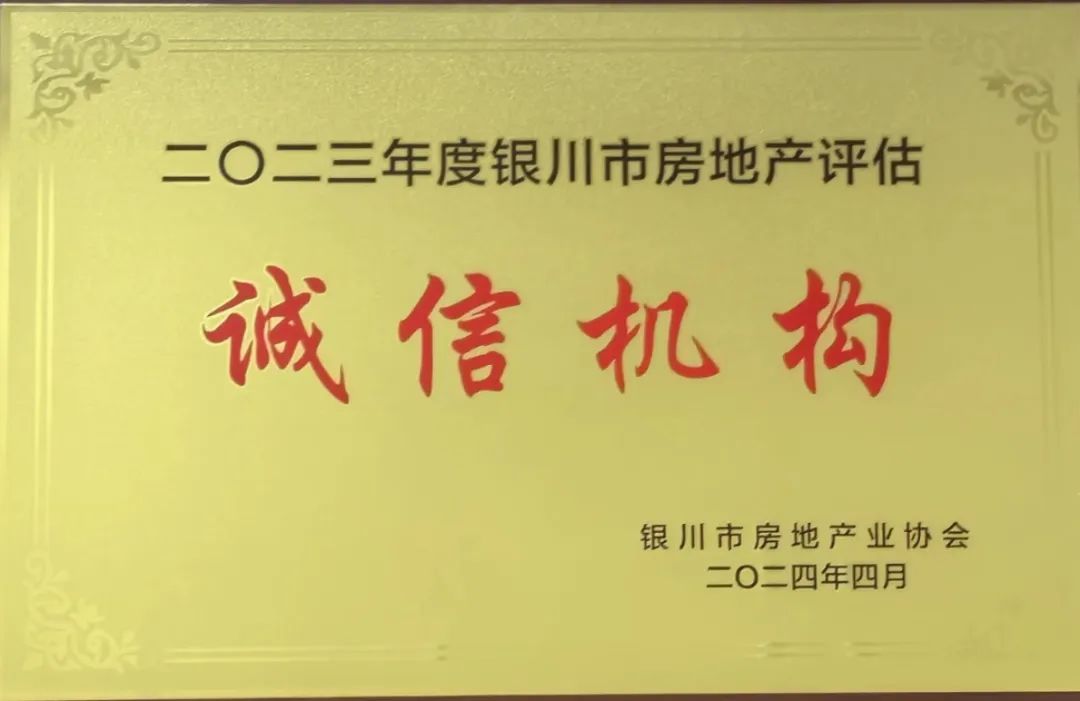 二〇二三年度银川市房地产评估
诚信机构
银川市房地产业协会
二〇二四年四月